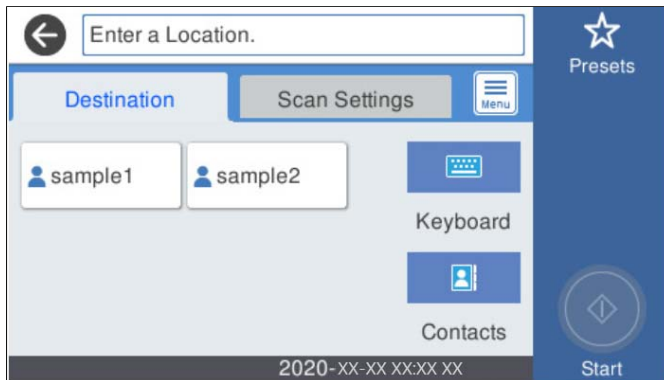 Enter a Location.
Presets
Destination
Scan Settings
Menu
sample1
sample2
Keyboard
Contacts
2020-XX-XX XX:XX XX
Start